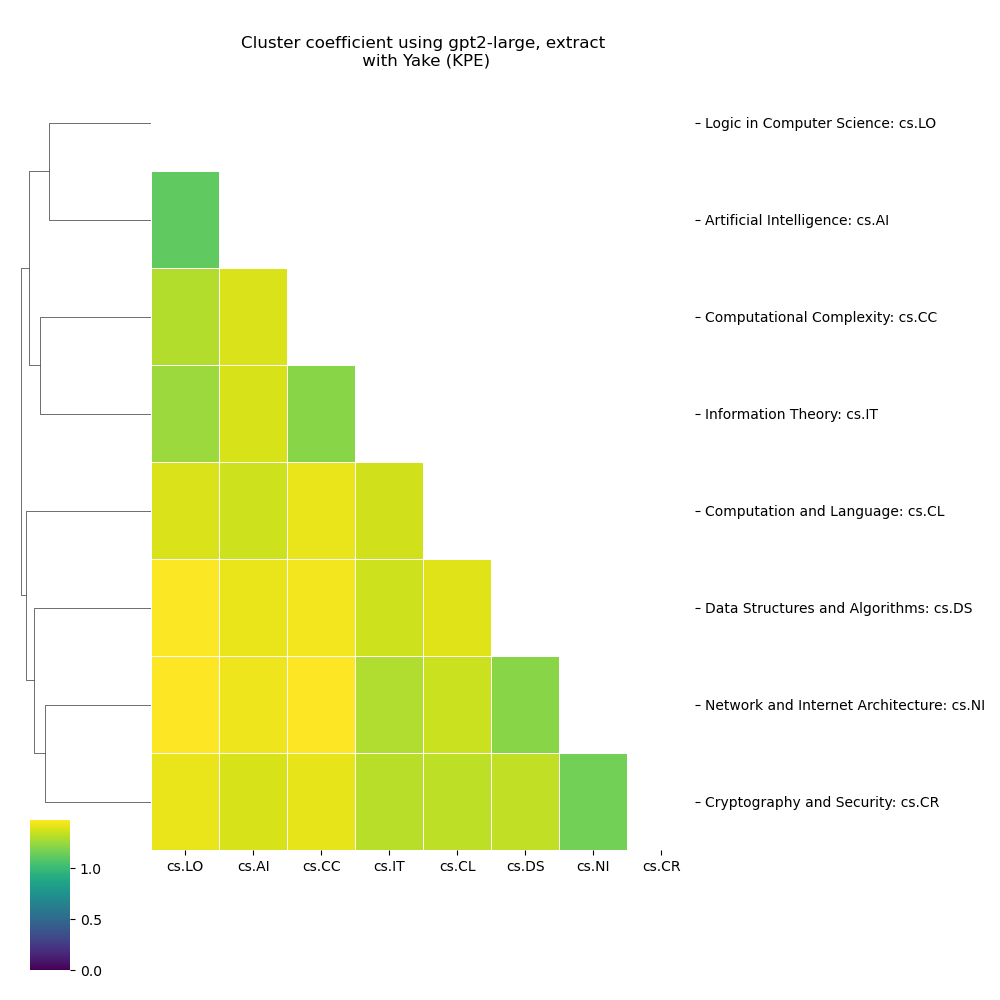 Cluster coefficient using gpt2-large, extract
with Yake (KPE)
Logic in Computer Science: cs.LO
Artificial Intelligence: cs.AI
Computational Complexity: cs.CC
Information Theory: cs.IT
Computation and Language: cs.CL
Data Structures and Algorithms: cs.DS
Network and Internet Architecture: cs.NI
Cryptography and Security: cs.CR
cs.LO cs.AI cs.CC cs.IT cs.CL cs.DS cs.NI cs.CR
1.0
0.5
0.0